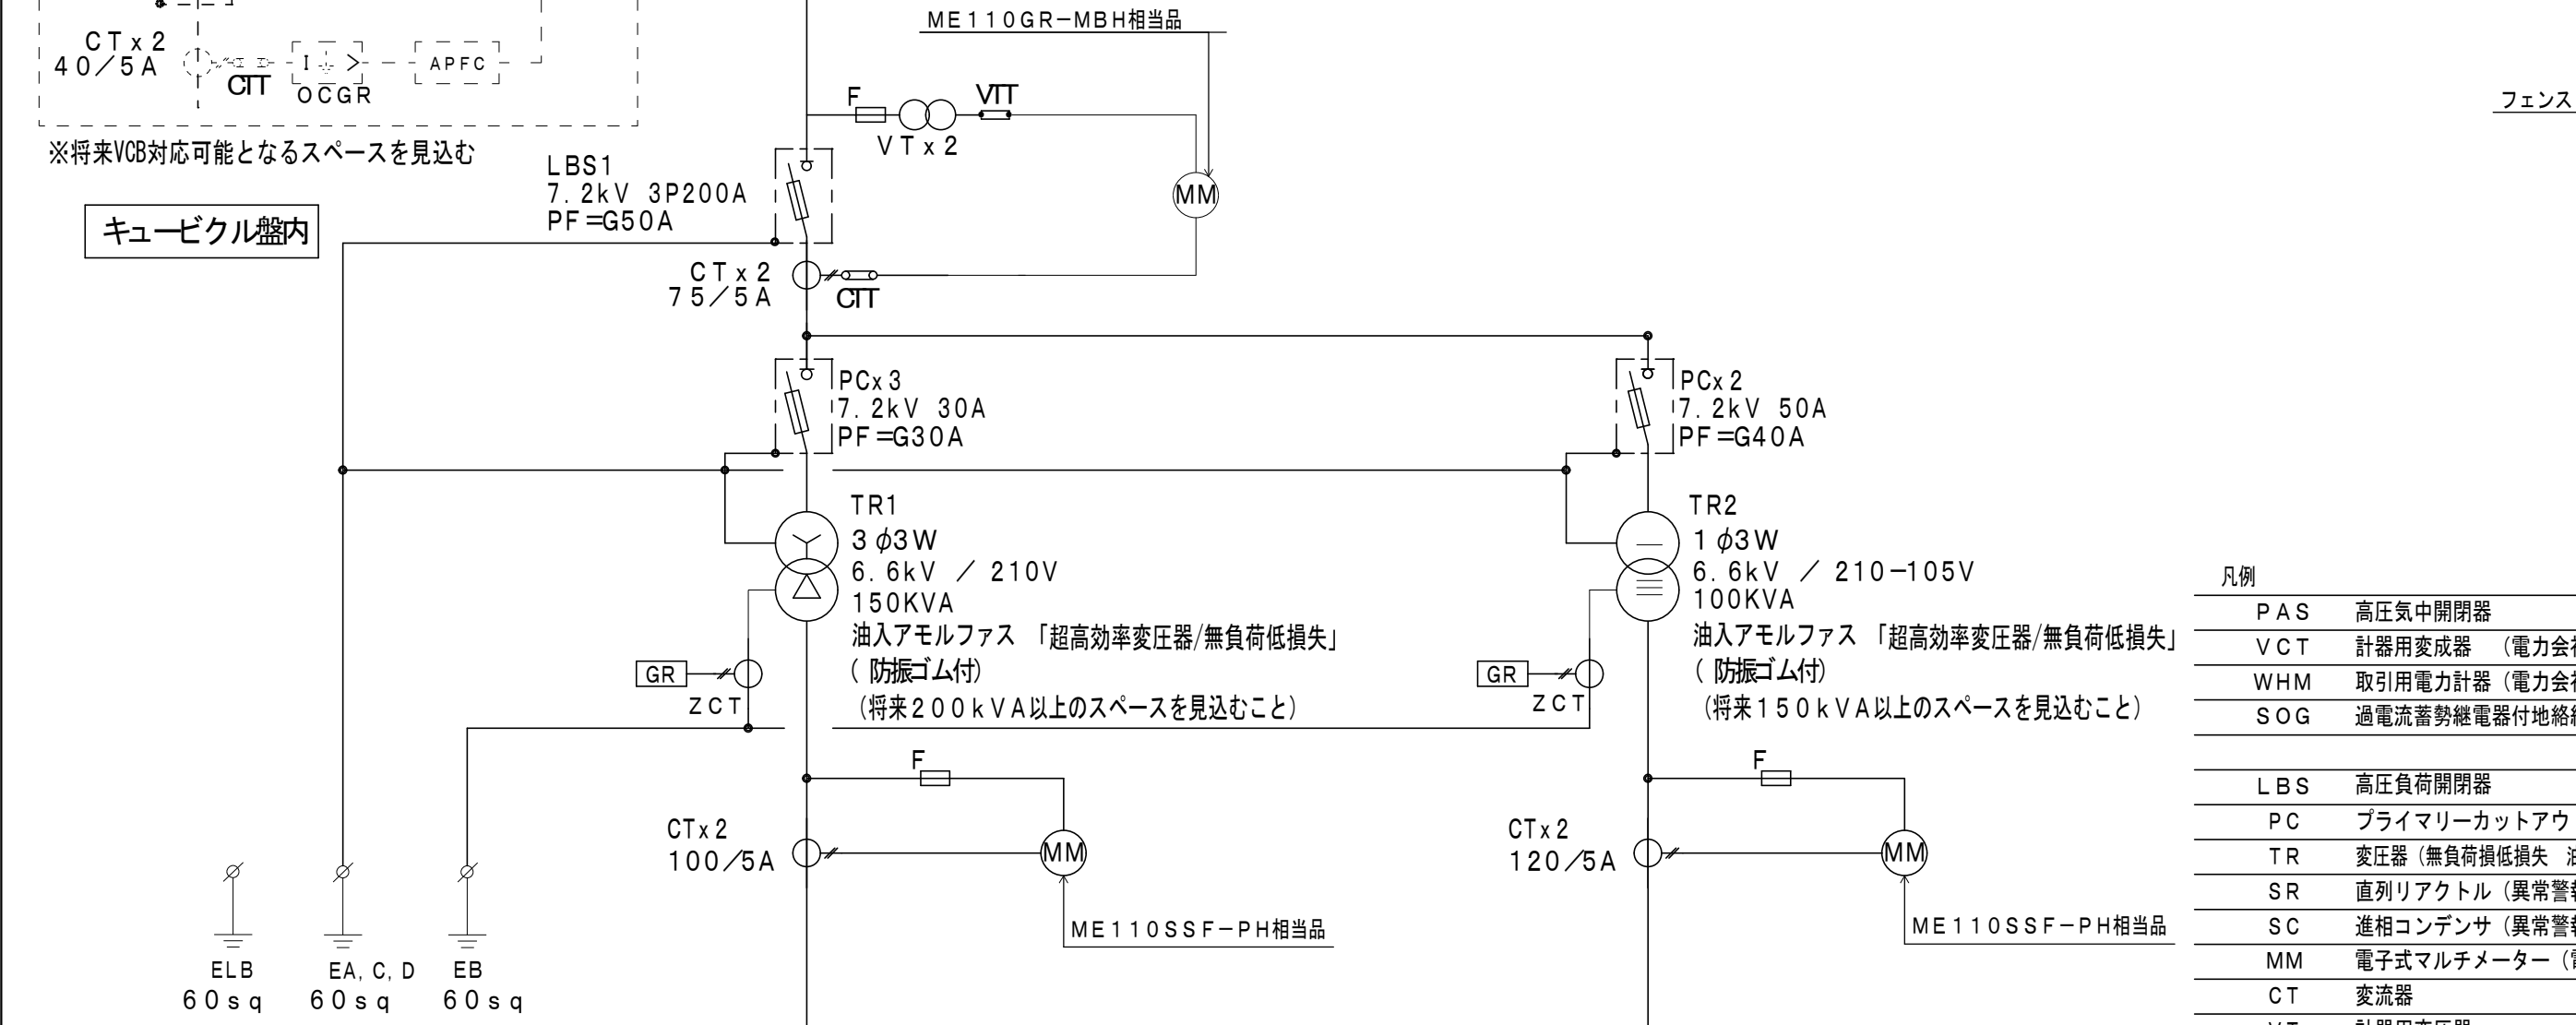 ME110GR-MBH相当品
CTx2
40/5A
CTT
I ÷ >
OCGR
APFC
※将来VCB対応可能となるスペースを見込む
キュービクル盤内
F
VTT
VTx2
MM
フェンス
LBS1
7.2kV 3P200A
PF=G50A
CTx2
75/5A
CTT
PCx3
7.2kV 30A
PF=G30A
PCx2
7.2kV 50A
PF=G40A
TR1
3φ3W
6.6kV / 210V
150KVA
油入アモルファス 「超高効率変圧器/無負荷低損失」
(防振ゴム付)
(将来200kVA以上のスペースを見込むこと)
GR
ZCT
TR2
1φ3W
6.6kV / 210-105V
100KVA
油入アモルファス 「超高効率変圧器/無負荷低損失」
(防振ゴム付)
(将来150kVA以上のスペースを見込むこと)
GR
ZCT
F
CTx2
100/5A
MM
ME110SSF-PH相当品
F
CTx2
120/5A
MM
ME110SSF-PH相当品
ELB
60sq
EA,C,D
60sq
EB
60sq
凡例
PAS 高圧気中開閉器
VCT 計器用変成器 (電力会
WHM 取引用電力計器(電力会
SOG 過電流蓄勢継電器付地絡
LBS 高圧負荷開閉器
PC プライマリーカットアウ
TR 変圧器(無負荷損低損失
SR 直列リアクトル(異常警
SC 進相コンデンサ(異常警
MM 電子式マルチメーター(
CT 変流器